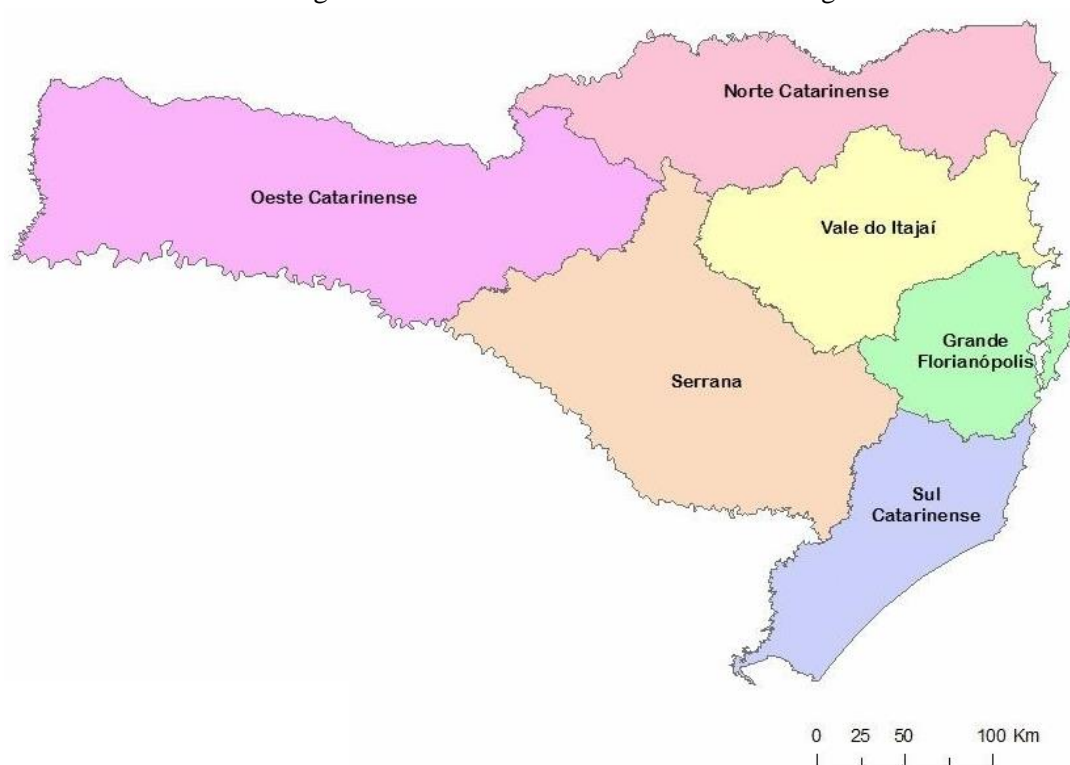 Norte Catarinense
Oeste Catarinense
Vale do Itajaí
Grande
Florianópolis
Serrana
Sul
Catarinense
0 25 50 100 Km